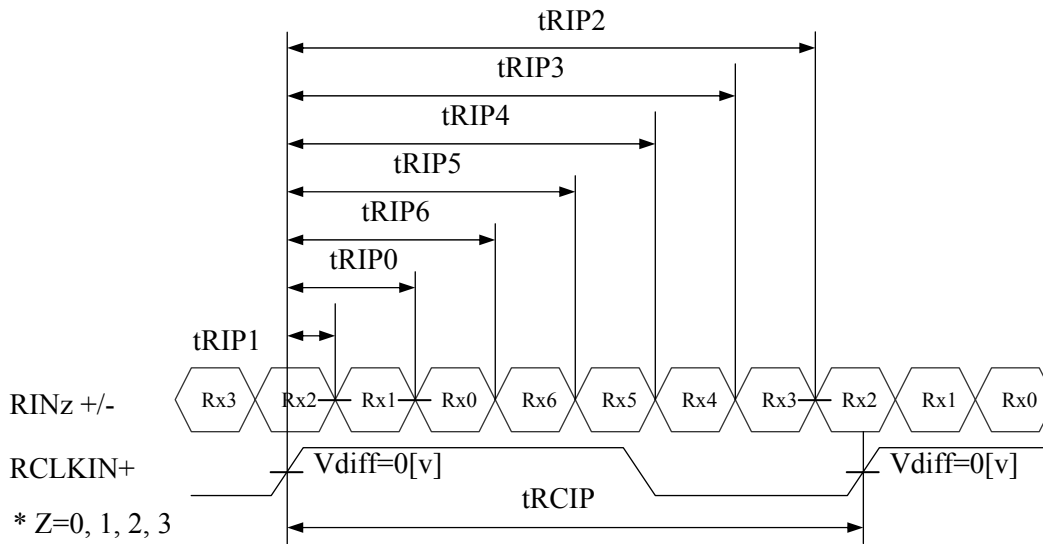 tRIP2
tRIP3
tRIP4
tRIP5
tRIP6
tRIP0
tRIP1
RINz +/- Rx3 Rx2 Rx1 Rx0 Rx6 Rx5 Rx4 Rx3 Rx2 Rx1 Rx0
RCLKIN+ Vdiff=0[v] Vdiff=0[v]
tRCIP
* Z=0, 1, 2, 3